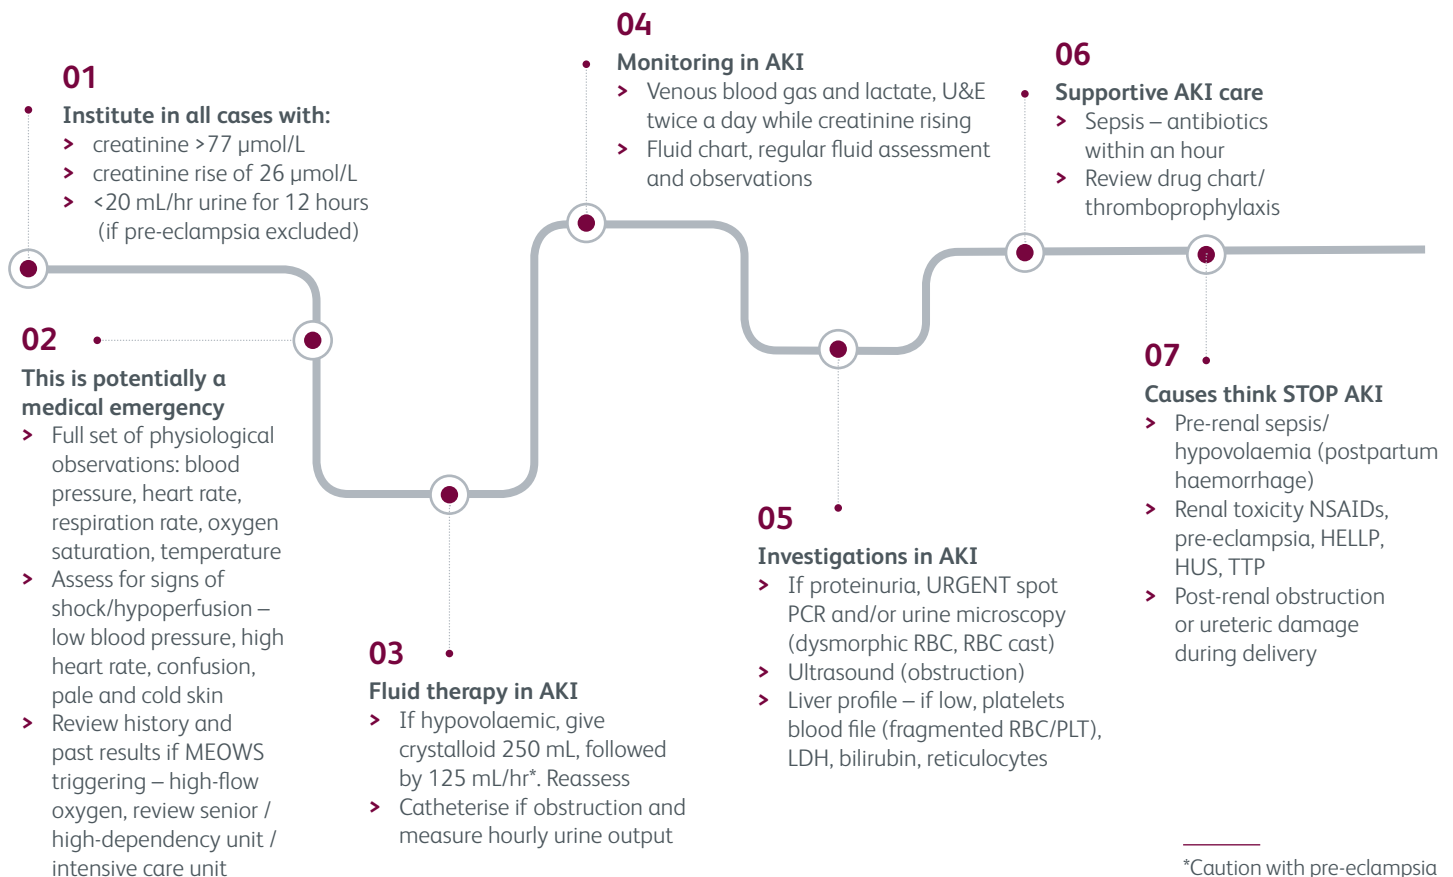 01
Institute in all cases with:
> creatinine >77 µmol/L
> creatinine rise of 26 µmol/L
> <20 mL/hr urine for 12 hours
(if pre-eclampsia excluded)
02
This is potentially a
medical emergency
> Full set of physiological
observations: blood
pressure, heart rate,
respiration rate, oxygen
saturation, temperature
> Assess for signs of
shock/hypoperfusion –
low blood pressure, high
heart rate, confusion,
pale and cold skin
> Review history and
past results if MEOWS
triggering – high-flow
oxygen, review senior /
high-dependency unit /
intensive care unit
03
Fluid therapy in AKI
> If hypovolaemic, give
crystalloid 250 mL, followed
by 125 mL/hr*. Reassess
> Catheterise if obstruction and
measure hourly urine output
04
Monitoring in AKI
> Venous blood gas and lactate, U&E
twice a day while creatinine rising
> Fluid chart, regular fluid assessment
and observations
05
Investigations in AKI
> If proteinuria, URGENT spot
PCR and/or urine microscopy
(dysmorphic RBC, RBC cast)
> Ultrasound (obstruction)
> Liver profile – if low, platelets
blood file (fragmented RBC/PLT),
LDH, bilirubin, reticulocytes
06
Supportive AKI care
> Sepsis – antibiotics
within an hour
> Review drug chart/
thromboprophylaxis
07
Causes think STOP AKI
> Pre-renal sepsis/
hypovolaemia (postpartum
haemorrhage)
> Renal toxicity NSAIDs,
pre-eclampsia, HELLP,
HUS, TTP
> Post-renal obstruction
or ureteric damage
during delivery
*Caution with pre-eclampsia